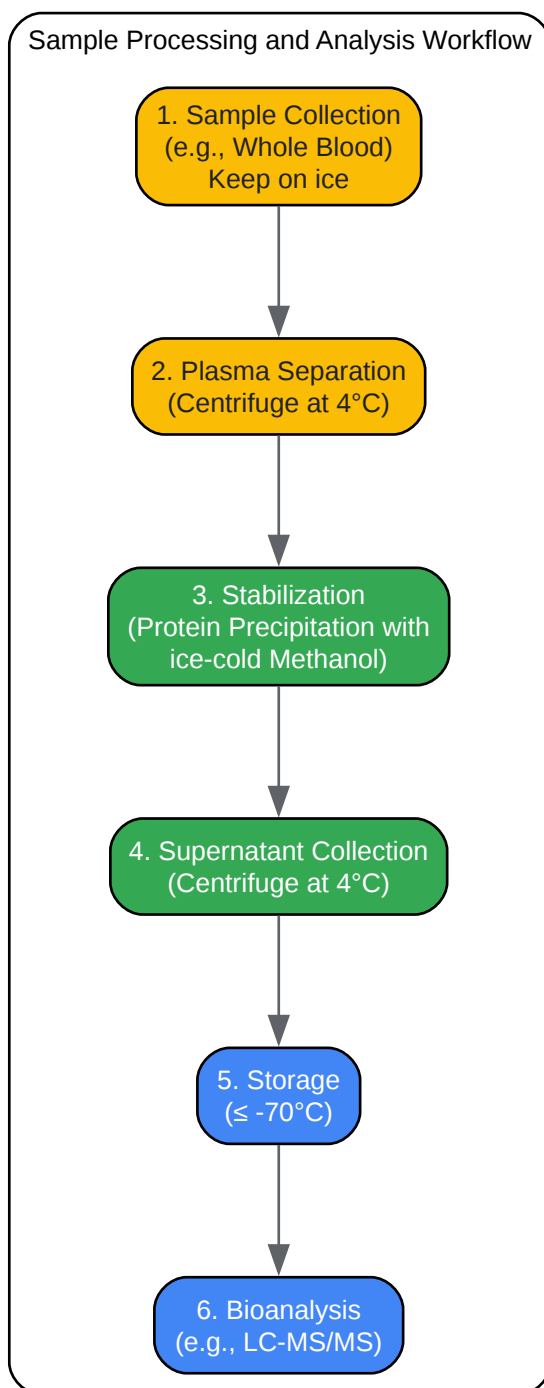 Sample Processing and Analysis Workflow
1. Sample Collection
(e.g., Whole Blood)
Keep on ice
2. Plasma Separation
(Centrifuge at 4°C)
3. Stabilization
(Protein Precipitation with
ice-cold Methanol)
4. Supernatant Collection
(Centrifuge at 4°C)
5. Storage
(≤ -70°C)
6. Bioanalysis
(e.g., LC-MS/MS)